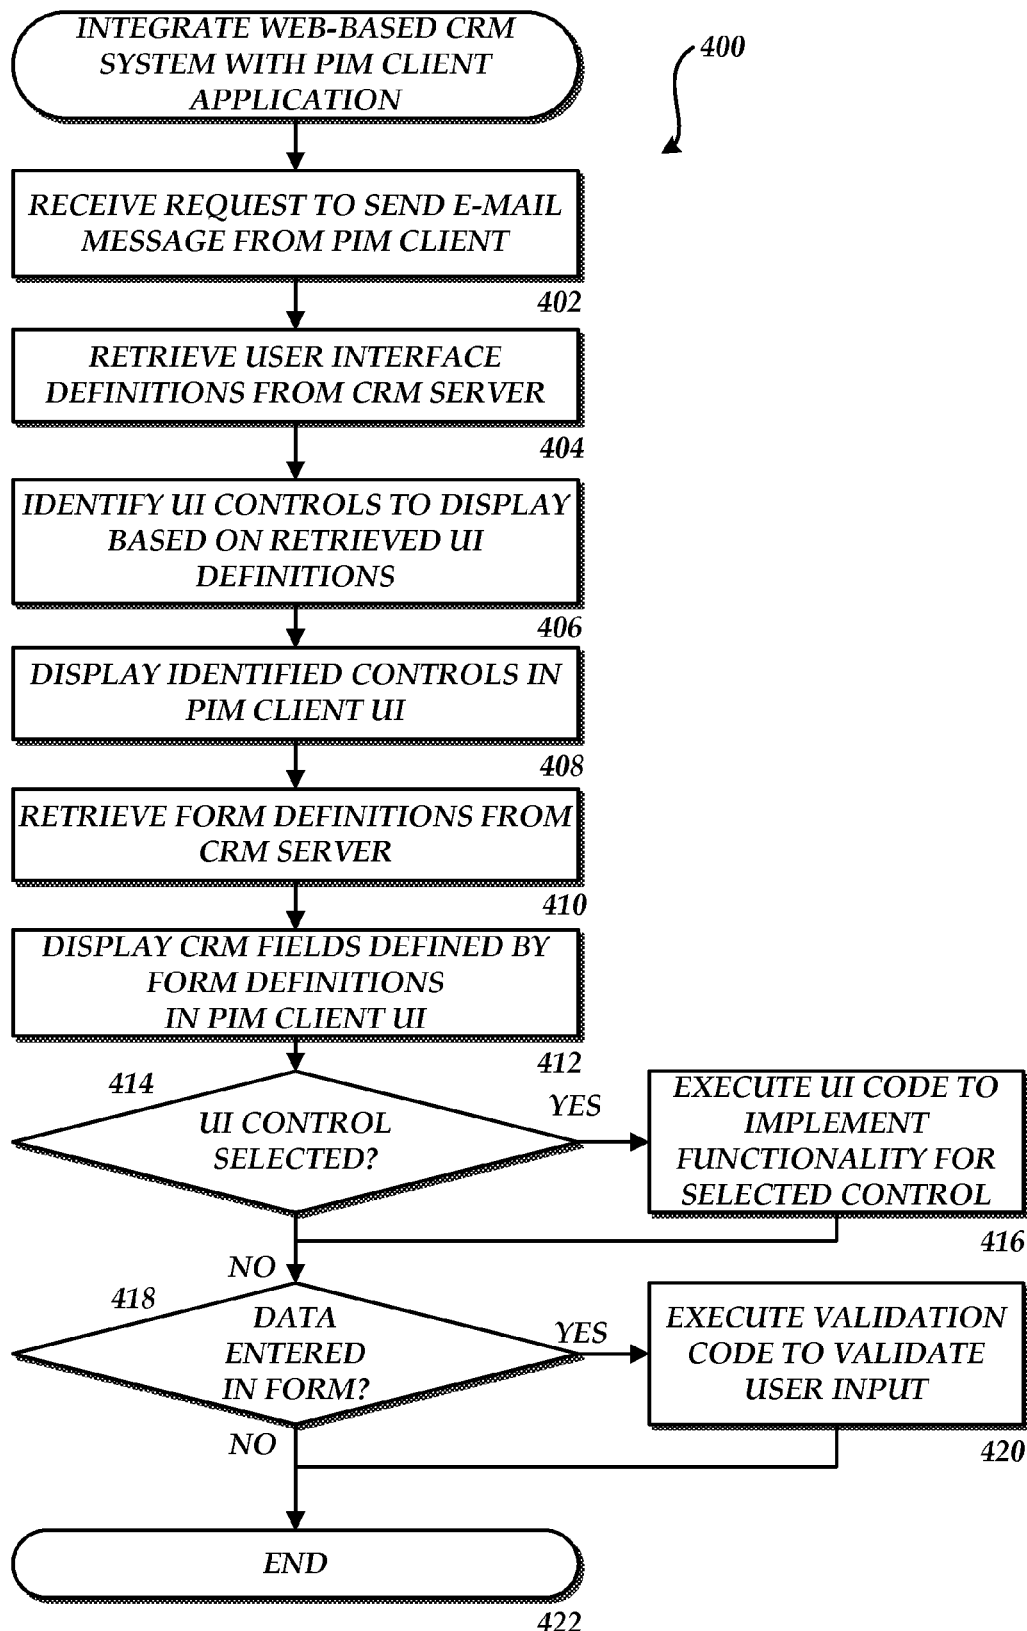 INTEGRATE WEB-BASED CRM
SYSTEM WITH PIM CLIENT
APPLICATION
400
RECEIVE REQUEST TO SEND E-MAIL
MESSAGE FROM PIM CLIENT
402
RETRIEVE USER INTERFACE
DEFINITIONS FROM CRM SERVER
404
IDENTIFY UI CONTROLS TO DISPLAY
BASED ON RETRIEVED UI
DEFINITIONS
406
DISPLAY IDENTIFIED CONTROLS IN
PIM CLIENT UI
408
RETRIEVE FORM DEFINITIONS FROM
CRM SERVER
410
DISPLAY CRM FIELDS DEFINED BY
FORM DEFINITIONS
IN PIM CLIENT UI
412
414
UI CONTROL
SELECTED?
YES
EXECUTE UI CODE TO
IMPLEMENT
FUNCTIONALITY FOR
SELECTED CONTROL
416
NO
418
DATA
ENTERED
IN FORM?
YES
EXECUTE VALIDATION
CODE TO VALIDATE
USER INPUT
420
NO
END
422